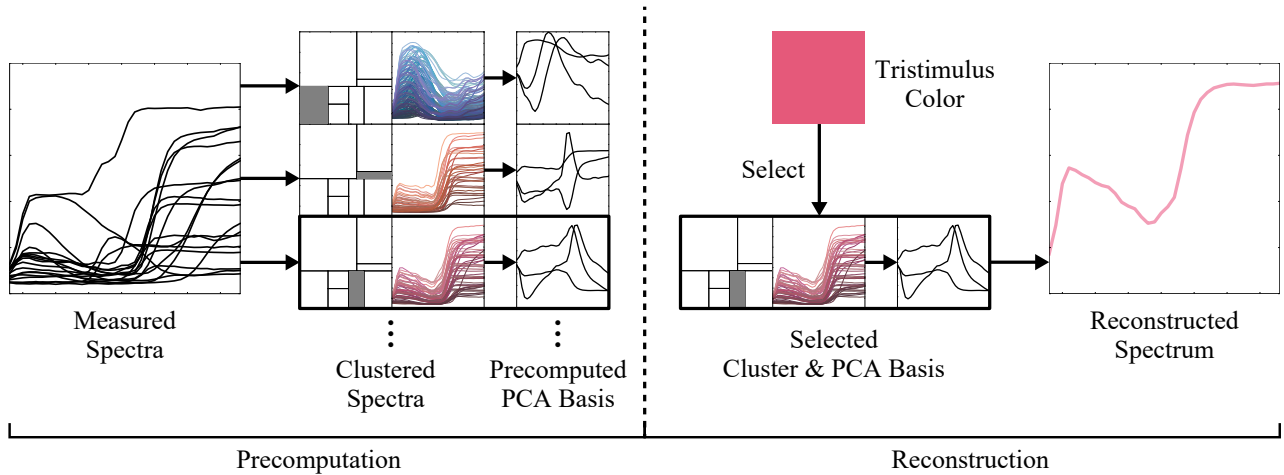 Measured
Spectra
Clustered
Spectra
Precomputed
PCA Basis
Precomputation
Tristimulus
Color
Select
Selected
Cluster & PCA Basis
Reconstructed
Spectrum
Reconstruction